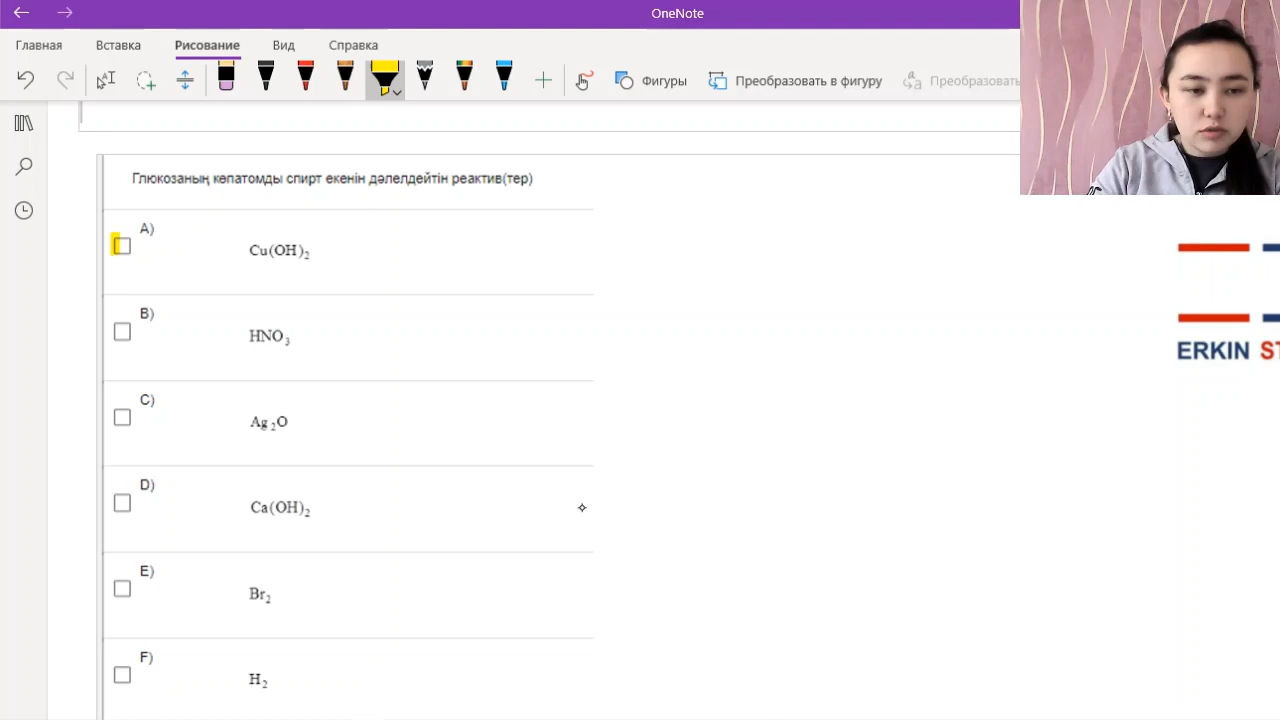 OneNote
Главная Вставка Рисование Вид Справка
Фигуры Преобразовать в фигуру Преобразовать
Глюкозаның көпатомды спирт екенін дәлелдейтін реактив(тер)
A)
Cu(OH)₂
B)
HNO₃
C)
Ag₂O
D)
Ca(OH)₂
E)
Br₂
F)
H₂
ERKIN ST